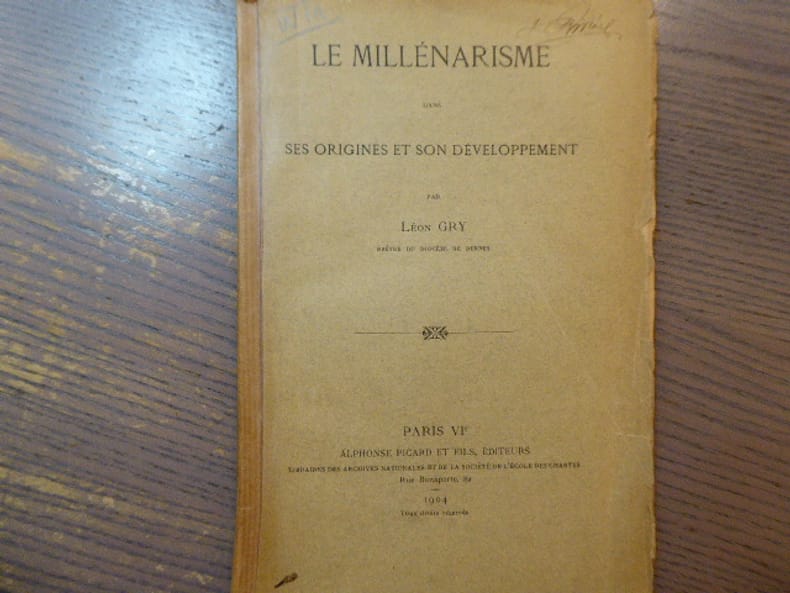 LE MILLÉNARISME
DANS
SES ORIGINES ET SON DÉVELOPPEMENT
PAR
LÉON GRY
PRÊTRE DU DIOCÈSE DE RENNES
PARIS VIᵉ
ALPHONSE PICARD ET FILS, ÉDITEURS
LIBRAIRES DES ARCHIVES NATIONALES ET DE LA SOCIÉTÉ DE L'ÉCOLE DES CHARTES
Rue Bonaparte, 82
1904
Tous droits réservés